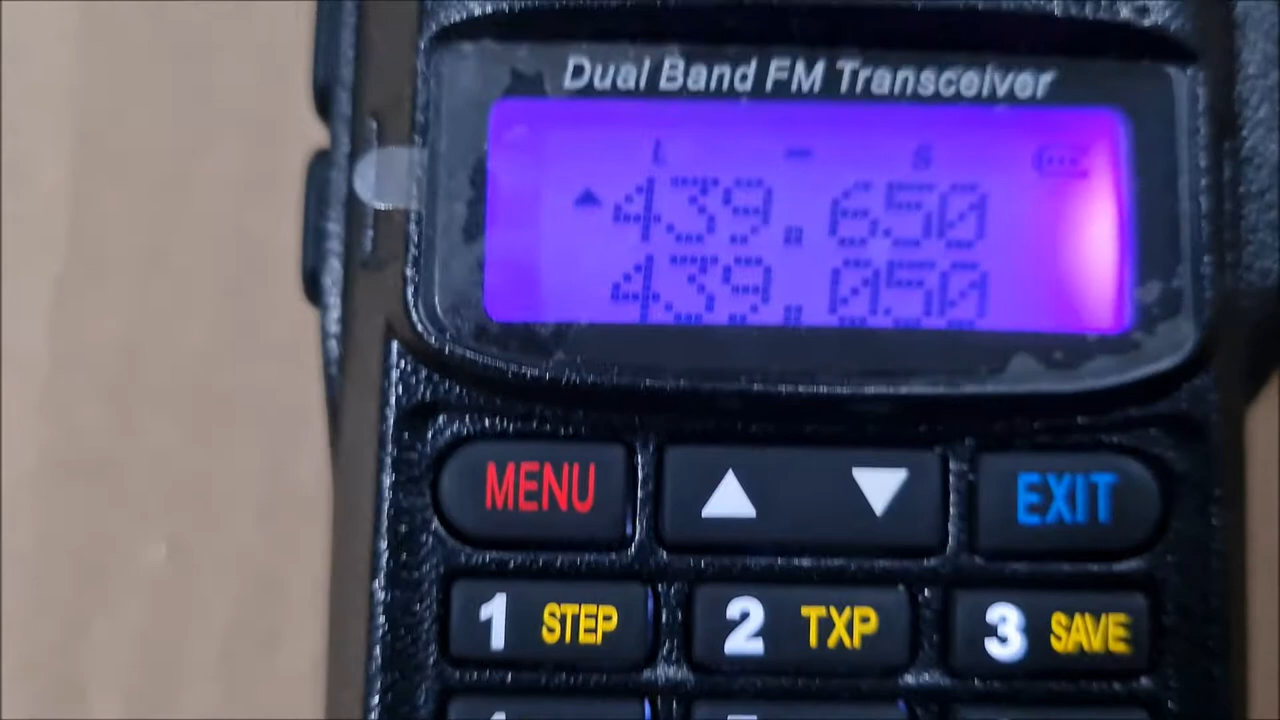 Dual Band FM Transceiver
L - S
▲439.650
439.050
MENU ▲ ▼ EXIT
1 STEP 2 TXP 3 SAVE